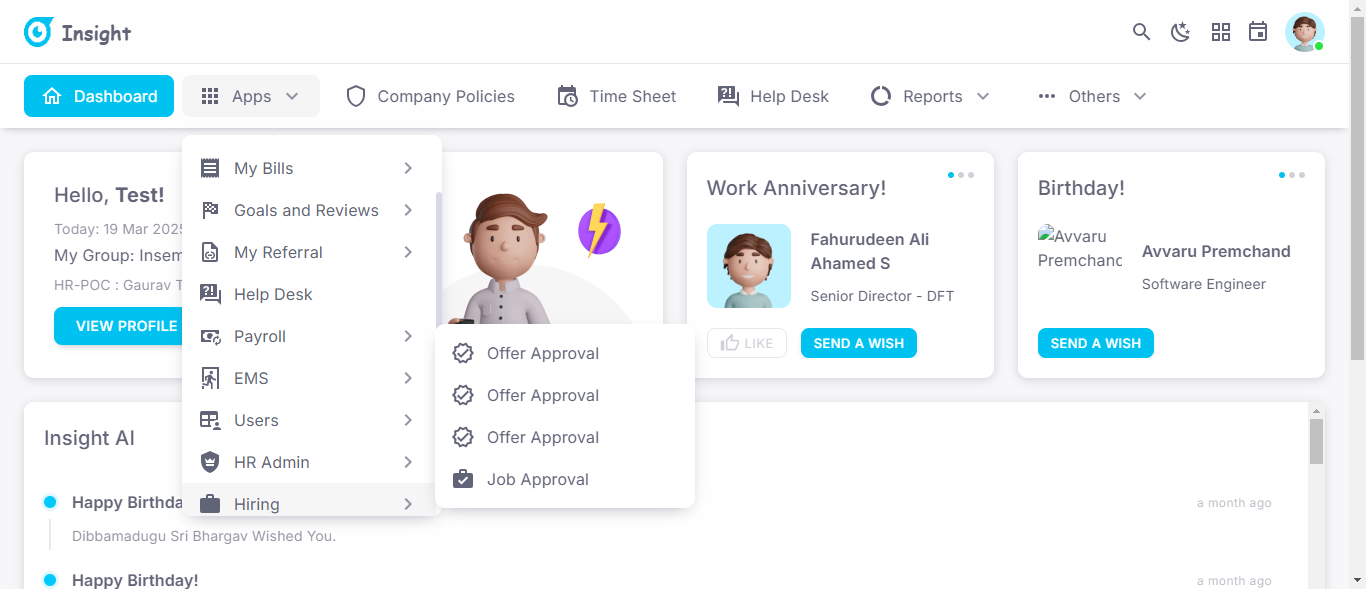 Insight
Dashboard
Apps
Company Policies
Time Sheet
Help Desk
Reports
Others
My Bills
Goals and Reviews
My Referral
Help Desk
Payroll
EMS
Users
HR Admin
Hiring
Offer Approval
Offer Approval
Offer Approval
Job Approval
Hello, Test!
Today: 19 Mar 2025
My Group: Insem
HR-POC : Gaurav T
VIEW PROFILE
Work Anniversary!
Fahurudeen Ali
Ahamed S
Senior Director - DFT
LIKE
SEND A WISH
Birthday!
Avvaru
Premchand
Avvaru Premchand
Software Engineer
SEND A WISH
Insight AI
Happy Birthda
a month ago
Dibbamadugu Sri Bhargav Wished You.
Happy Birthday!
a month ago